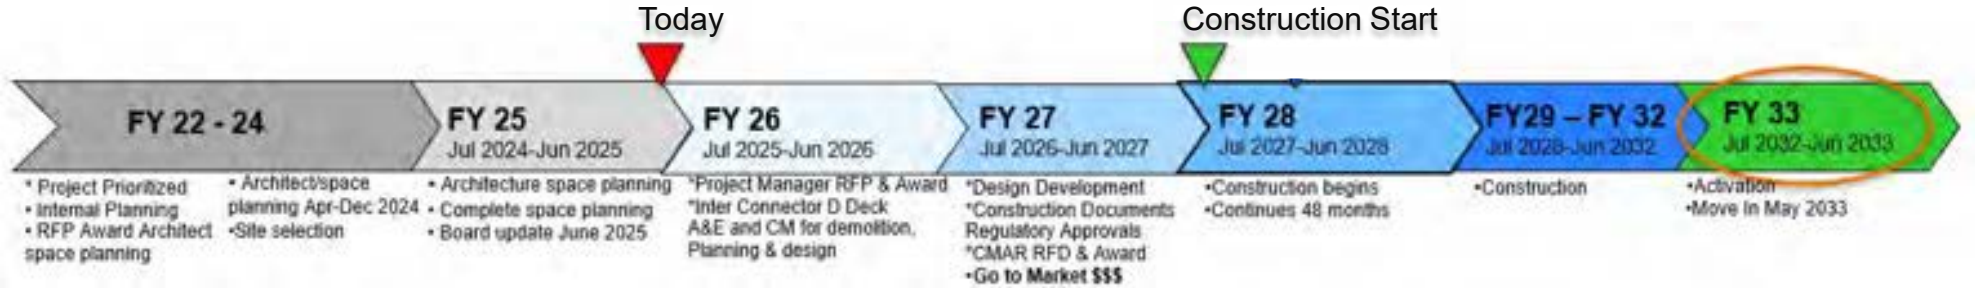 Today
Construction Start
FY 22 - 24
FY 25
Jul 2024-Jun 2025
FY 26
Jul 2025-Jun 2026
FY 27
Jul 2026-Jun 2027
FY 28
Jul 2027-Jun 2028
FY29 – FY 32
Jul 2028-Jun 2032
FY 33
Jul 2032-Jun 2033
* Project Prioritized
• Internal Planning
• RFP Award Architect
space planning
• Architect/space
planning Apr-Dec 2024
•Site selection
• Architecture space planning
• Complete space planning
• Board update June 2025
*Project Manager RFP & Award
*Inter Connector D Deck
A&E and CM for demolition,
Planning & design
*Design Development
*Construction Documents
Regulatory Approvals
*CMAR RFD & Award
•Go to Market $$$
•Construction begins
•Continues 48 months
•Construction
•Activation
•Move In May 2033